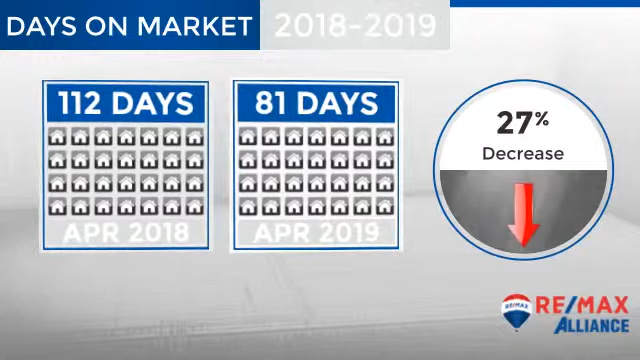 DAYS ON MARKET 2018-2019
112 DAYS
APR 2018
81 DAYS
APR 2019
27%
Decrease
RE/MAX
RE/MAX
ALLIANCE